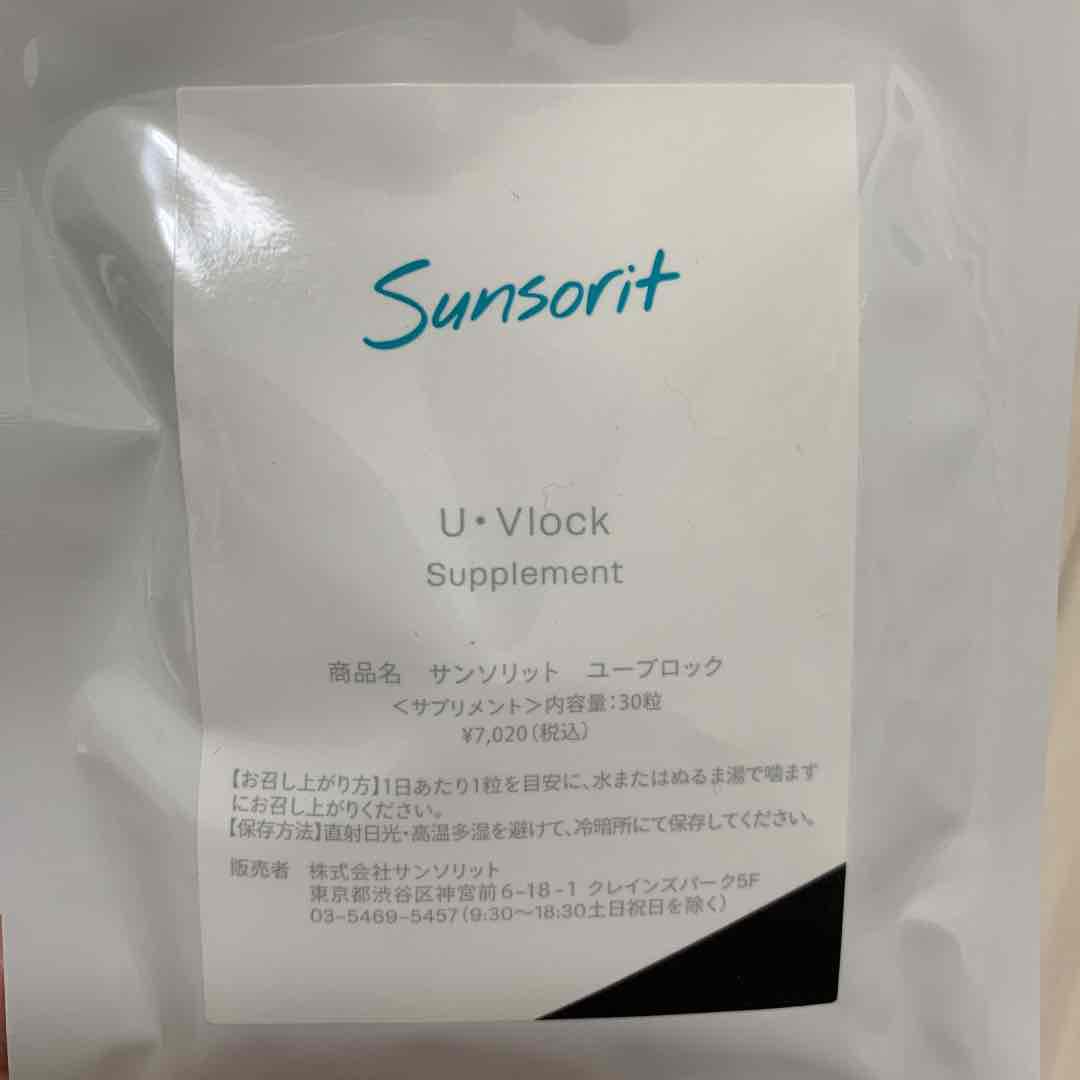 Sunsorit
U・Vlock
Supplement
商品名　サンソリット　ユーブロック
＜サプリメント＞内容量：30粒
¥7,020（税込）
【お召し上がり方】1日あたり1粒を目安に、水またはぬるま湯で噛まず
にお召し上がりください。
【保存方法】直射日光・高温多湿を避けて、冷暗所にて保存してください。
販売者　株式会社サンソリット
東京都渋谷区神宮前6-18-1 クレインズパーク5F
03-5469-5457（9:30〜18:30土日祝日を除く）